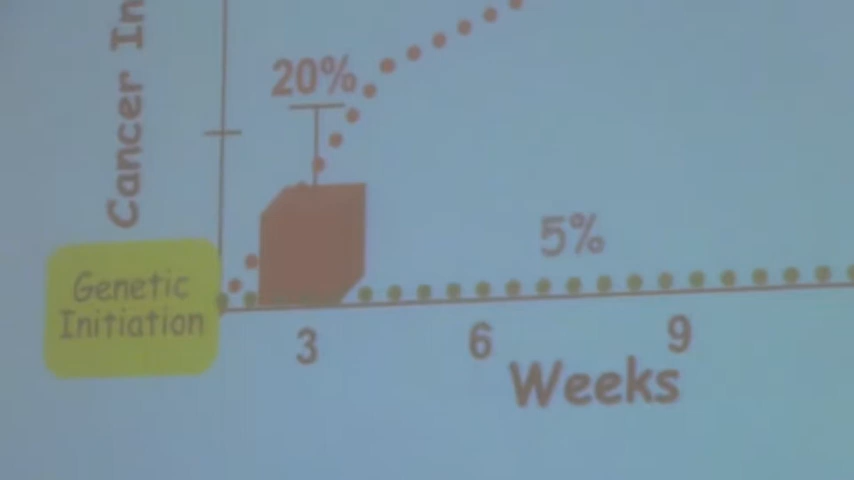 Cancer In
20%
5%
Genetic
Initiation
3 6 9
Weeks